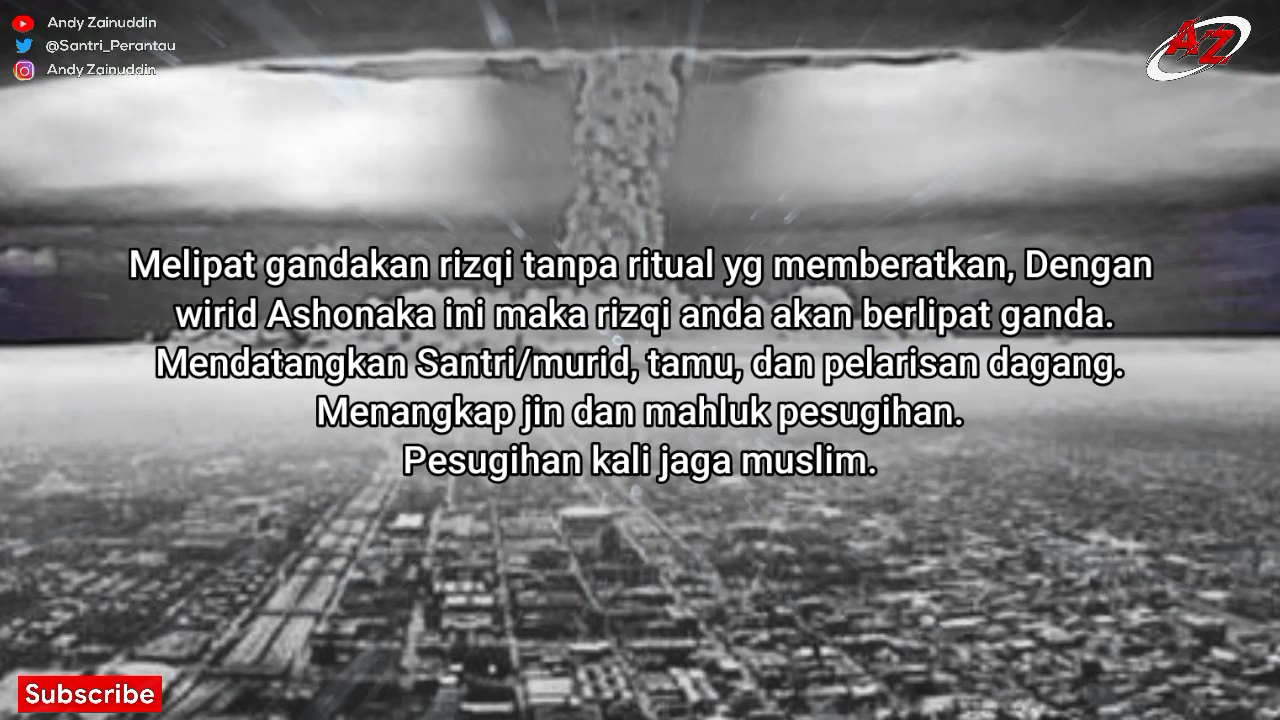 Andy Zainuddin
@Santri_Perantau
Andy Zainuddin
AZ
Melipat gandakan rizqi tanpa ritual yg memberatkan, Dengan
wirid Ashonaka ini maka rizqi anda akan berlipat ganda.
Mendatangkan Santri/murid, tamu, dan pelarisan dagang.
Menangkap jin dan mahluk pesugihan.
Pesugihan kali jaga muslim.
Subscribe